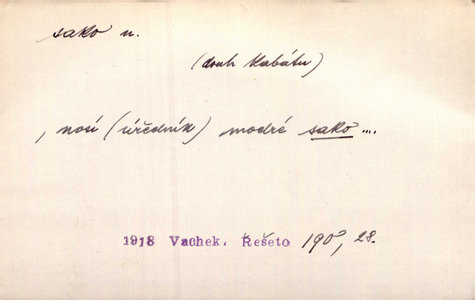 sako n.
(druh kabátu)
, nosí (úředník) modré sako ....
1918 Vachek, Řešeto 190, 28.